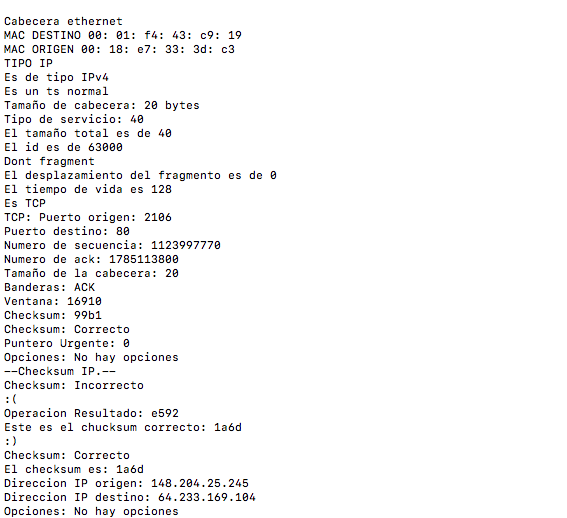 Cabecera ethernet
MAC DESTINO 00: 01: f4: 43: c9: 19
MAC ORIGEN 00: 18: e7: 33: 3d: c3
TIPO IP
Es de tipo IPv4
Es un ts normal
Tamaño de cabecera: 20 bytes
Tipo de servicio: 40
El tamaño total es de 40
El id es de 63000
Dont fragment
El desplazamiento del fragmento es de 0
El tiempo de vida es 128
Es TCP
TCP: Puerto origen: 2106
Puerto destino: 80
Numero de secuencia: 1123997770
Numero de ack: 1785113800
Tamaño de la cabecera: 20
Banderas: ACK
Ventana: 16910
Checksum: 99b1
Checksum: Correcto
Puntero Urgente: 0
Opciones: No hay opciones
--Checksum IP.--
Checksum: Incorrecto
:(
Operacion Resultado: e592
Este es el chucksum correcto: 1a6d
:)
Checksum: Correcto
El checksum es: 1a6d
Direccion IP origen: 148.204.25.245
Direccion IP destino: 64.233.169.104
Opciones: No hay opciones